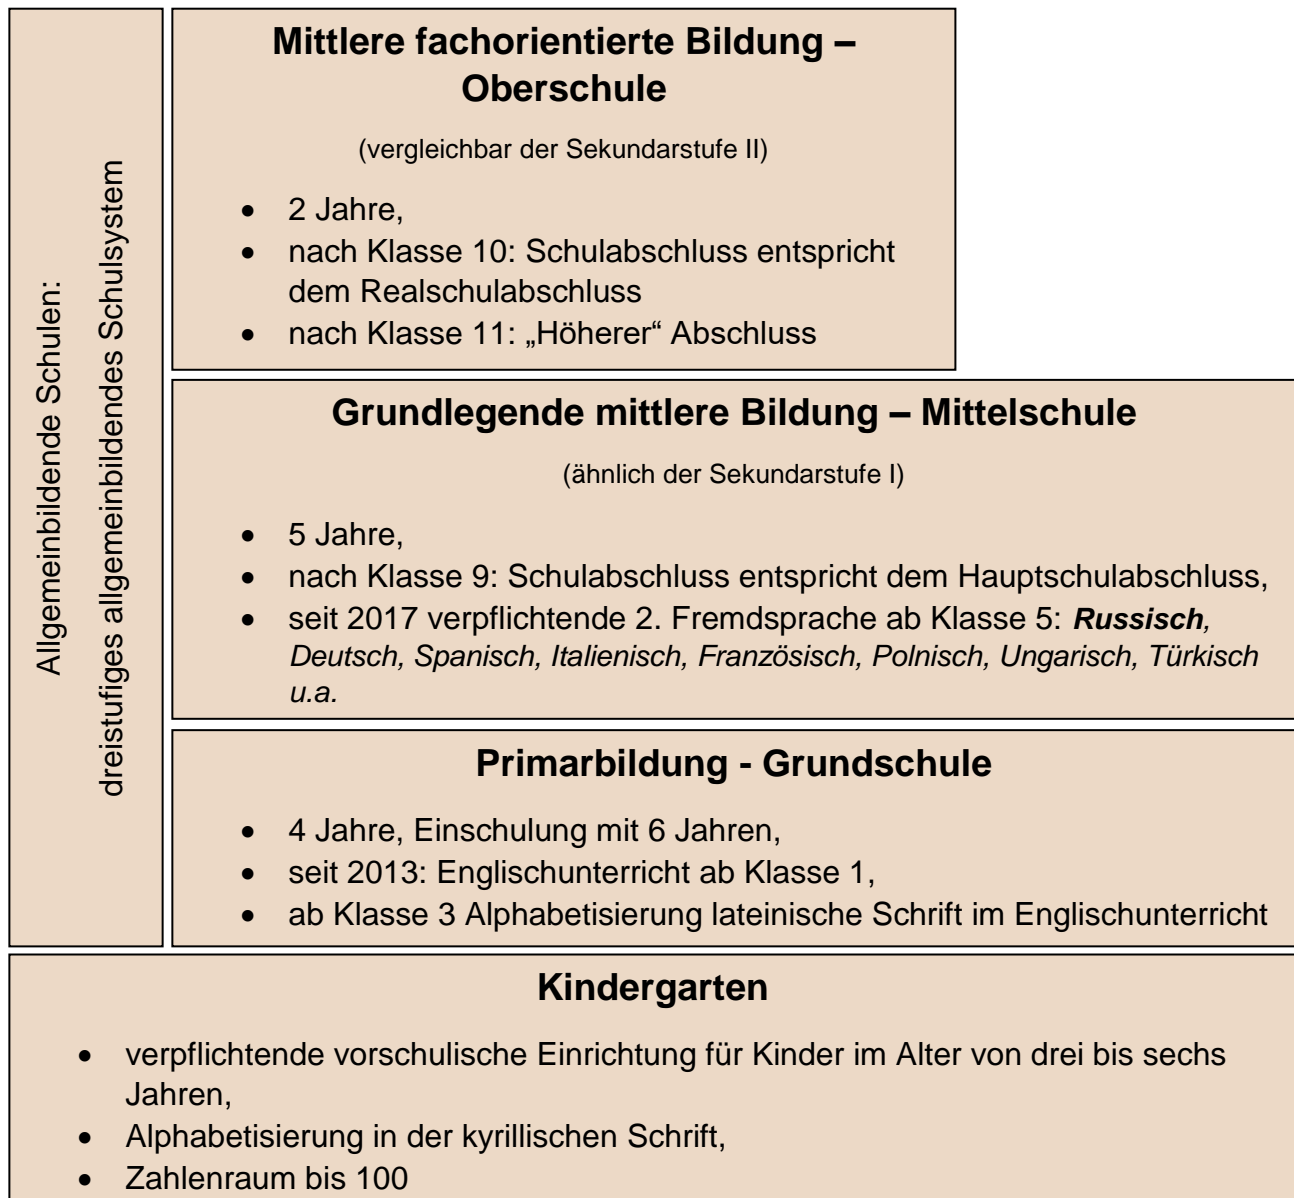 Allgemeinbildende Schulen:
dreistufiges allgemeinbildendes Schulsystem
Mittlere fachorientierte Bildung –
Oberschule
(vergleichbar der Sekundarstufe II)
• 2 Jahre,
• nach Klasse 10: Schulabschluss entspricht
dem Realschulabschluss
• nach Klasse 11: „Höherer“ Abschluss
Grundlegende mittlere Bildung – Mittelschule
(ähnlich der Sekundarstufe I)
• 5 Jahre,
• nach Klasse 9: Schulabschluss entspricht dem Hauptschulabschluss,
• seit 2017 verpflichtende 2. Fremdsprache ab Klasse 5: Russisch,
Deutsch, Spanisch, Italienisch, Französisch, Polnisch, Ungarisch, Türkisch
u.a.
Primarbildung - Grundschule
• 4 Jahre, Einschulung mit 6 Jahren,
• seit 2013: Englischunterricht ab Klasse 1,
• ab Klasse 3 Alphabetisierung lateinische Schrift im Englischunterricht
Kindergarten
• verpflichtende vorschulische Einrichtung für Kinder im Alter von drei bis sechs
Jahren,
• Alphabetisierung in der kyrillischen Schrift,
• Zahlenraum bis 100